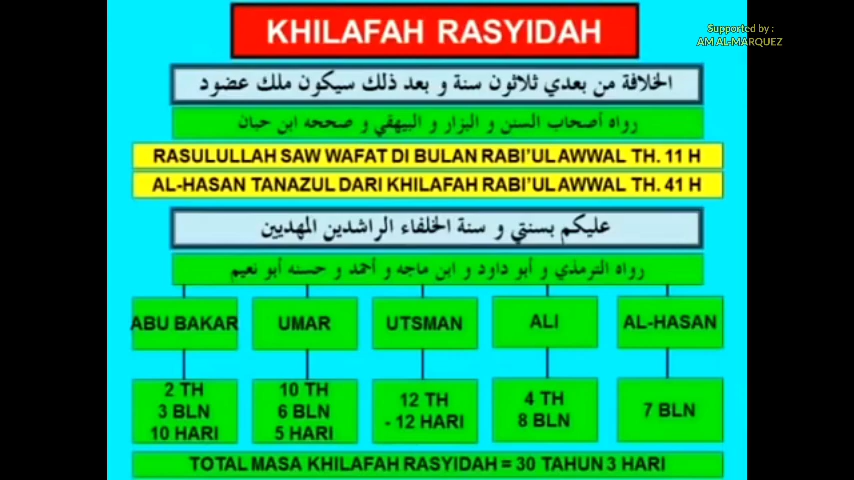 KHILAFAH RASYIDAH
Supported by :
AM AL-MARQUEZ
الخلافة من بعدي ثلاثون سنة و بعد ذلك سيكون ملك عضود
رواه أصحاب السنن و البزار و البيهقي و صححه ابن حبان
RASULULLAH SAW WAFAT DI BULAN RABI'UL AWWAL TH. 11 H
AL-HASAN TANAZUL DARI KHILAFAH RABI'UL AWWAL TH. 41 H
عليكم بسنتي و سنة الخلفاء الراشدين المهديين
رواه الترمذي و أبو داود و ابن ماجه و أحمد و حسنه أبو نعيم
ABU BAKAR
UMAR
UTSMAN
ALI
AL-HASAN
2 TH
3 BLN
10 HARI
10 TH
6 BLN
5 HARI
12 TH
- 12 HARI
4 TH
8 BLN
7 BLN
TOTAL MASA KHILAFAH RASYIDAH = 30 TAHUN 3 HARI